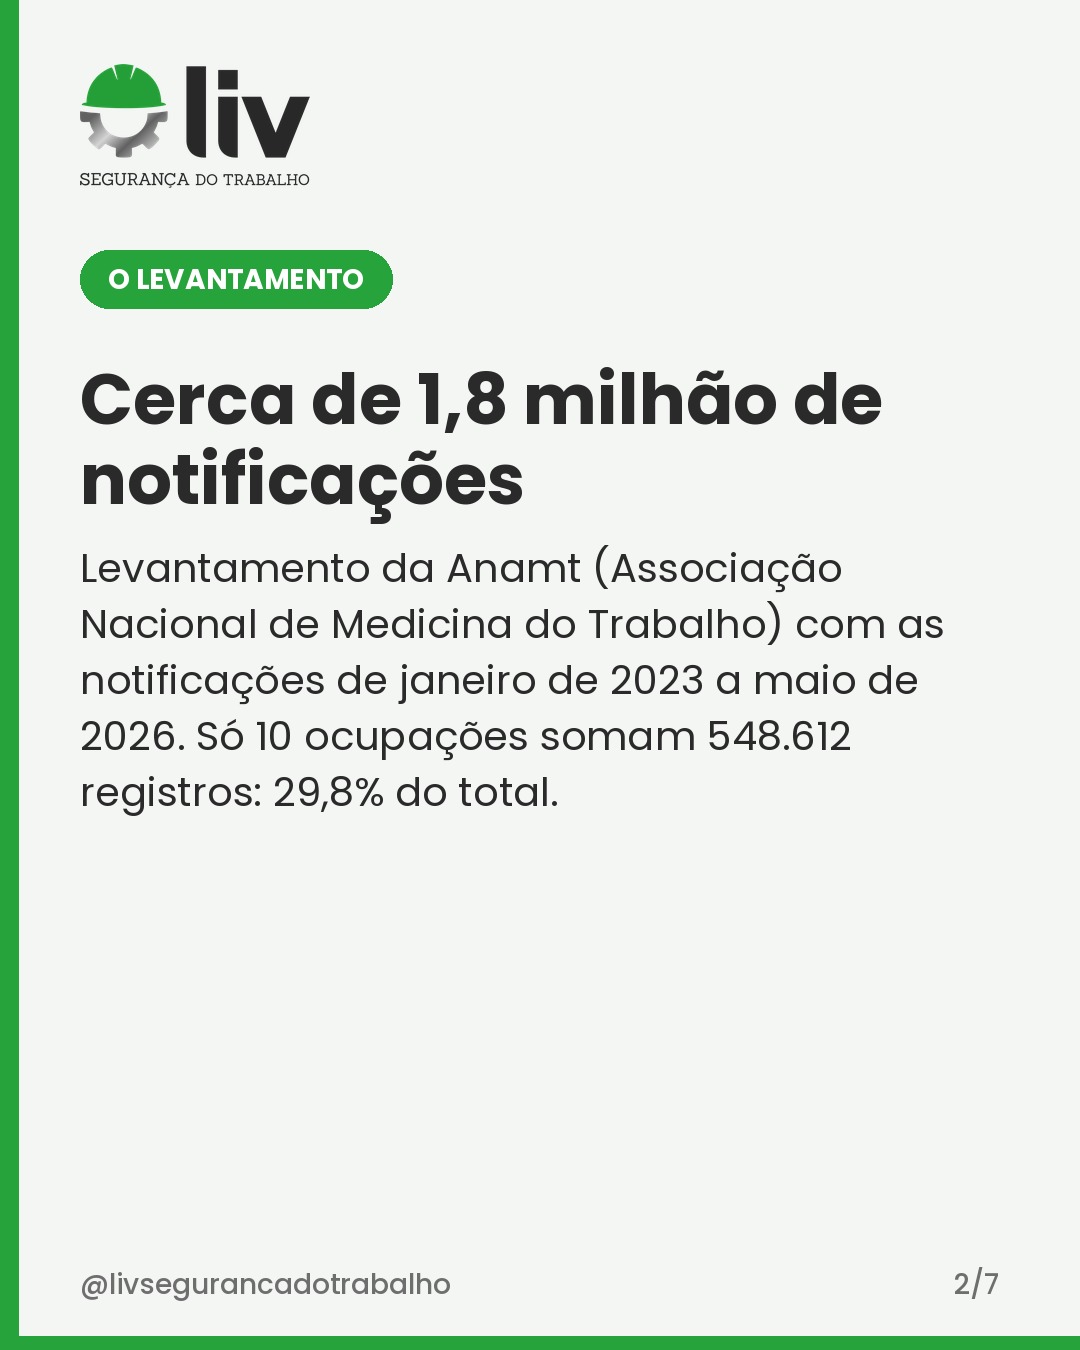 liv
SEGURANÇA DO TRABALHO
O LEVANTAMENTO
Cerca de 1,8 milhão de
notificações
Levantamento da Anamt (Associação
Nacional de Medicina do Trabalho) com as
notificações de janeiro de 2023 a maio de
2026. Só 10 ocupações somam 548.612
registros: 29,8% do total.
@livsegurancadotrabalho
2/7